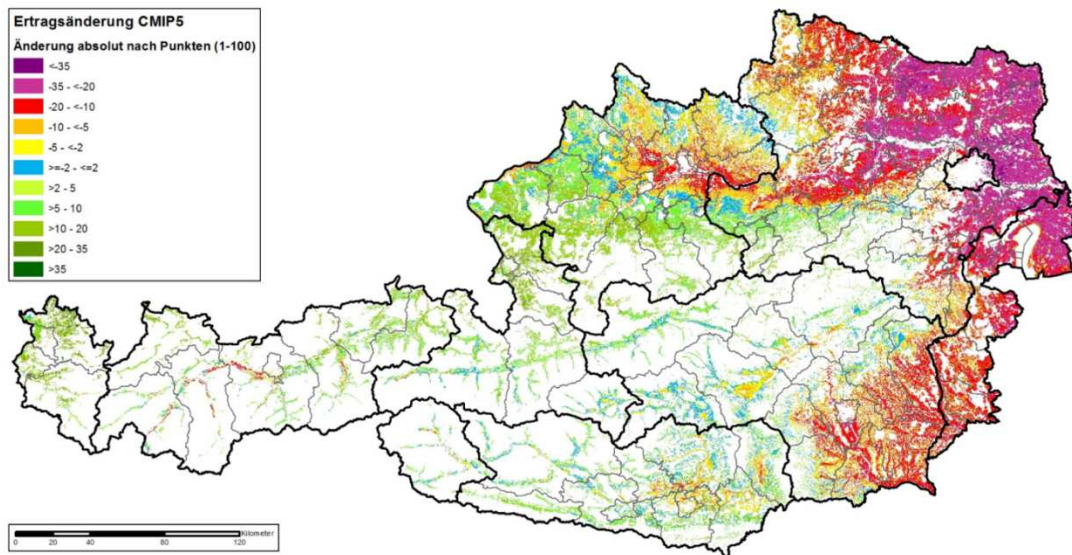 Ertragsänderung CMIP5
Änderung absolut nach Punkten (1-100)
<-35
-35 - <-20
-20 - <-10
-10 - <-5
-5 - <-2
>=-2 - <=2
>2 - 5
>5 - 10
>10 - 20
>20 - 35
>35
Kilometer
0 20 40 80 120